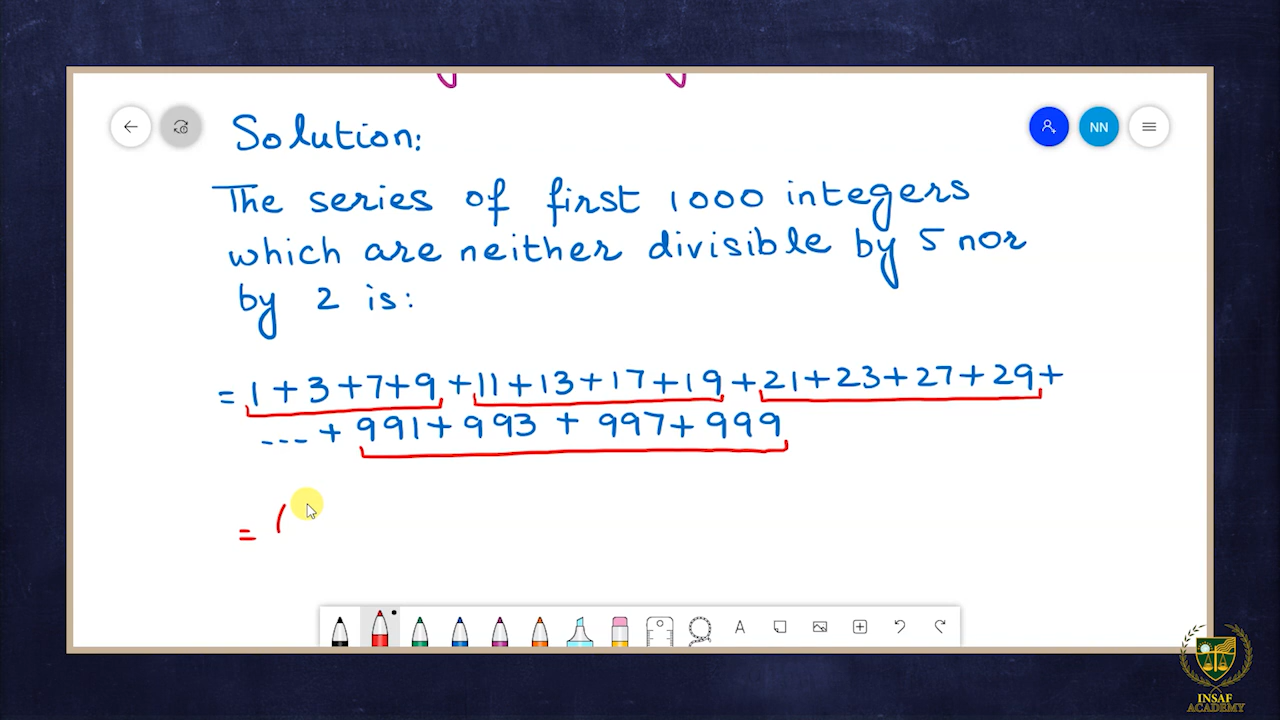 NN
Solution:
The series of first 1000 integers
which are neither divisible by 5 nor
by 2 is:
= 1 + 3 + 7 + 9 + 11 + 13 + 17 + 19 + 21 + 23 + 27 + 29 +
--- + 991 + 993 + 997 + 999
= (
A
INSAF
ACADEMY